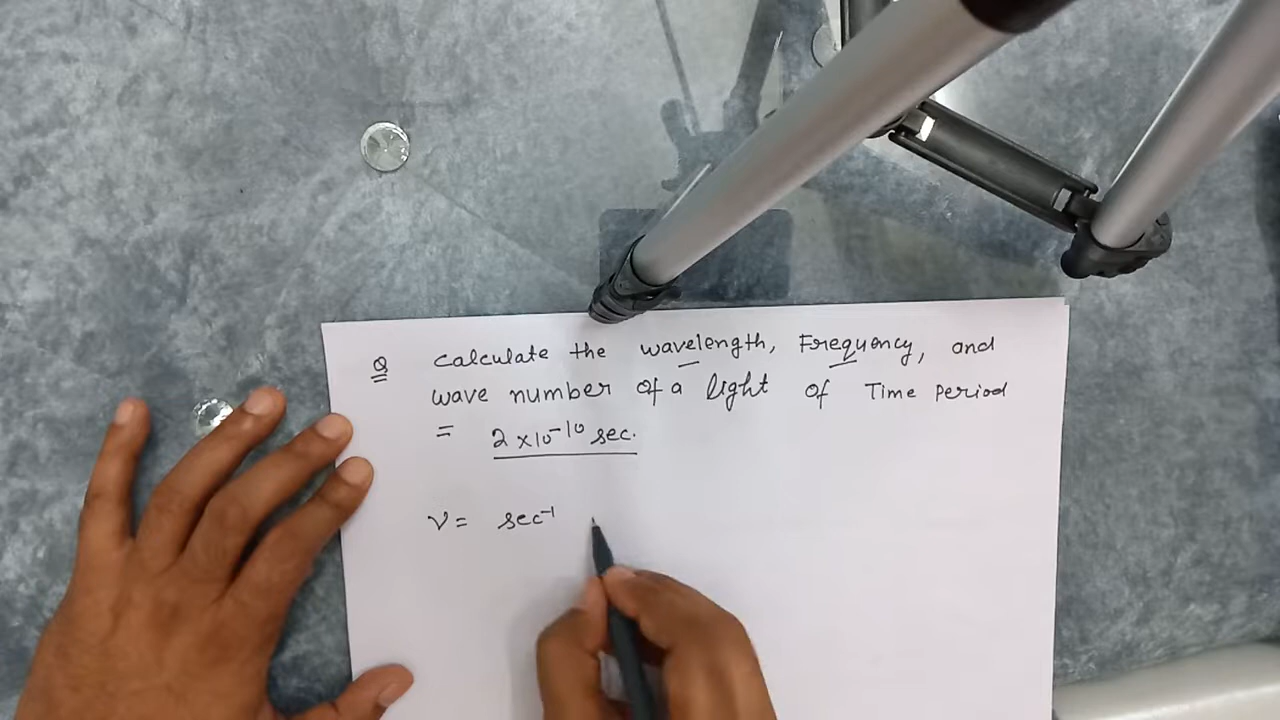 Q Calculate the wavelength, Frequency, and
wave number of a light of Time Period
= 2 × 10⁻¹⁰ sec.
ν = sec⁻¹